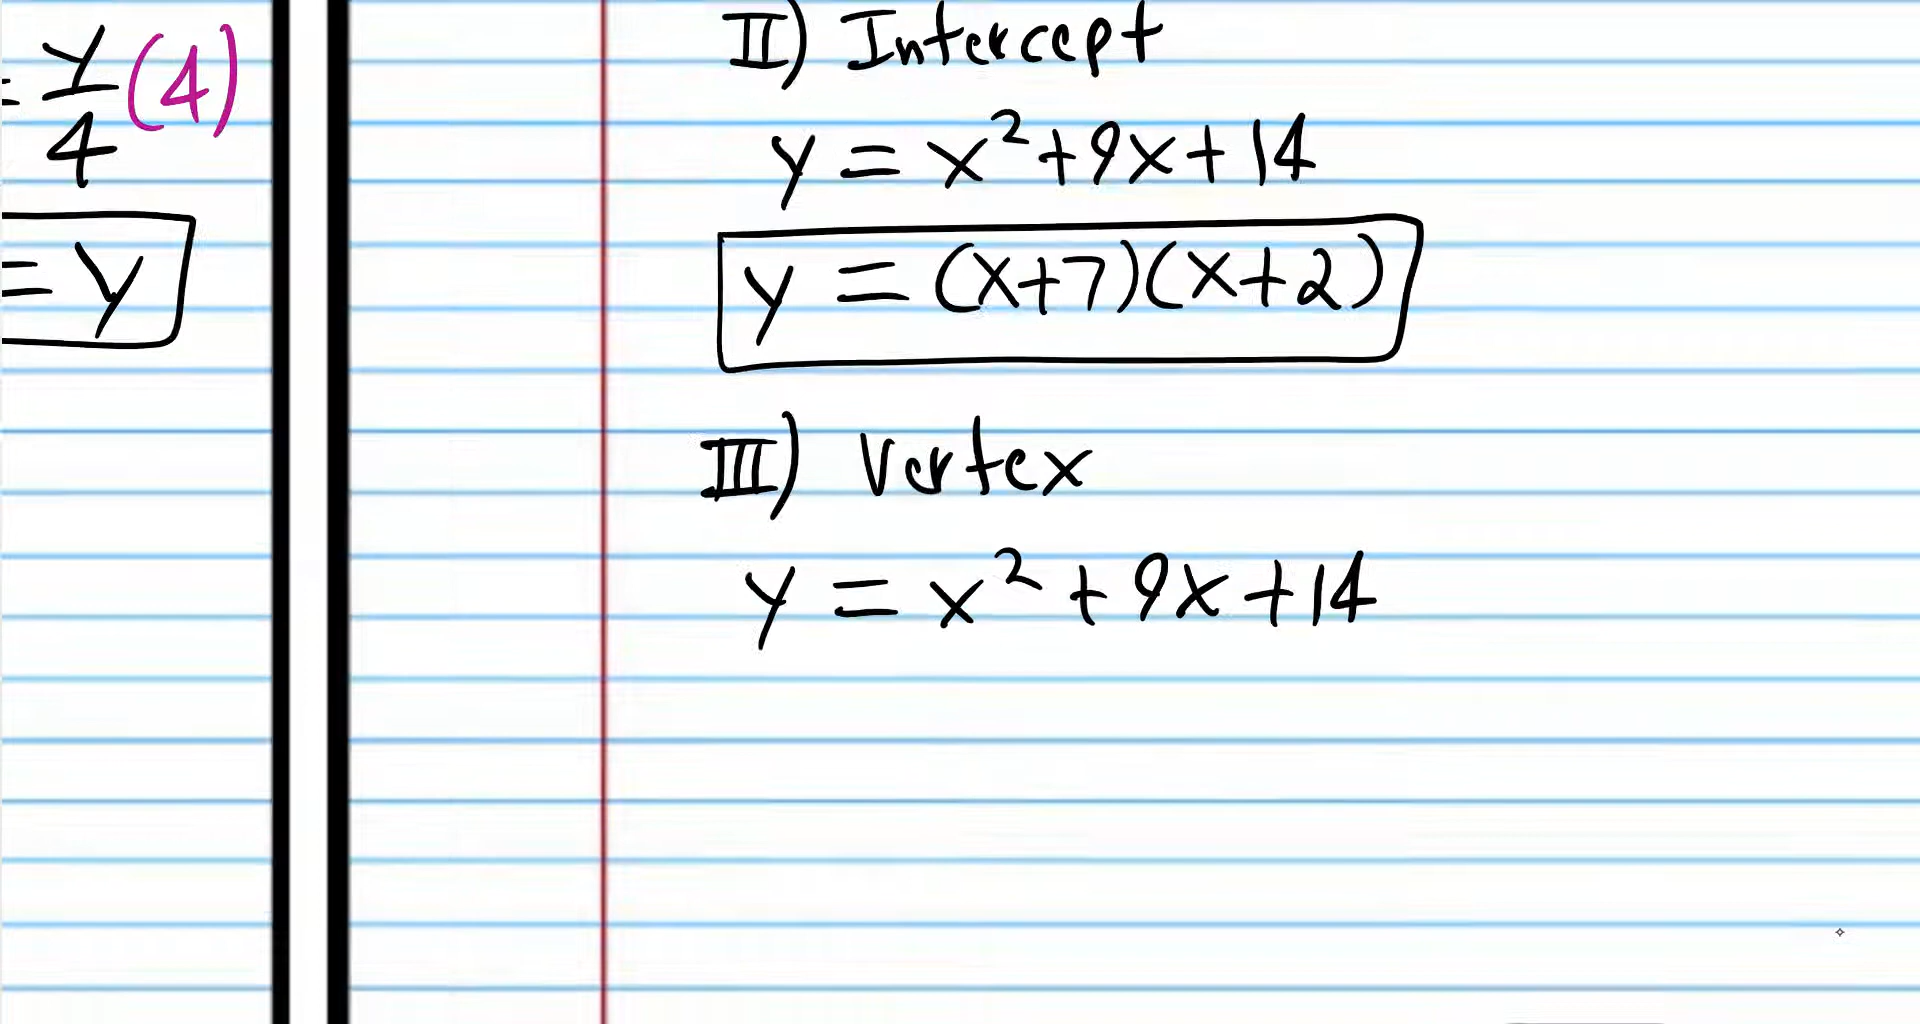 = y/4 (4)
= y
II) Intercept
y = x² + 9x + 14
y = (x+7)(x+2)
III) Vertex
y = x² + 9x + 14